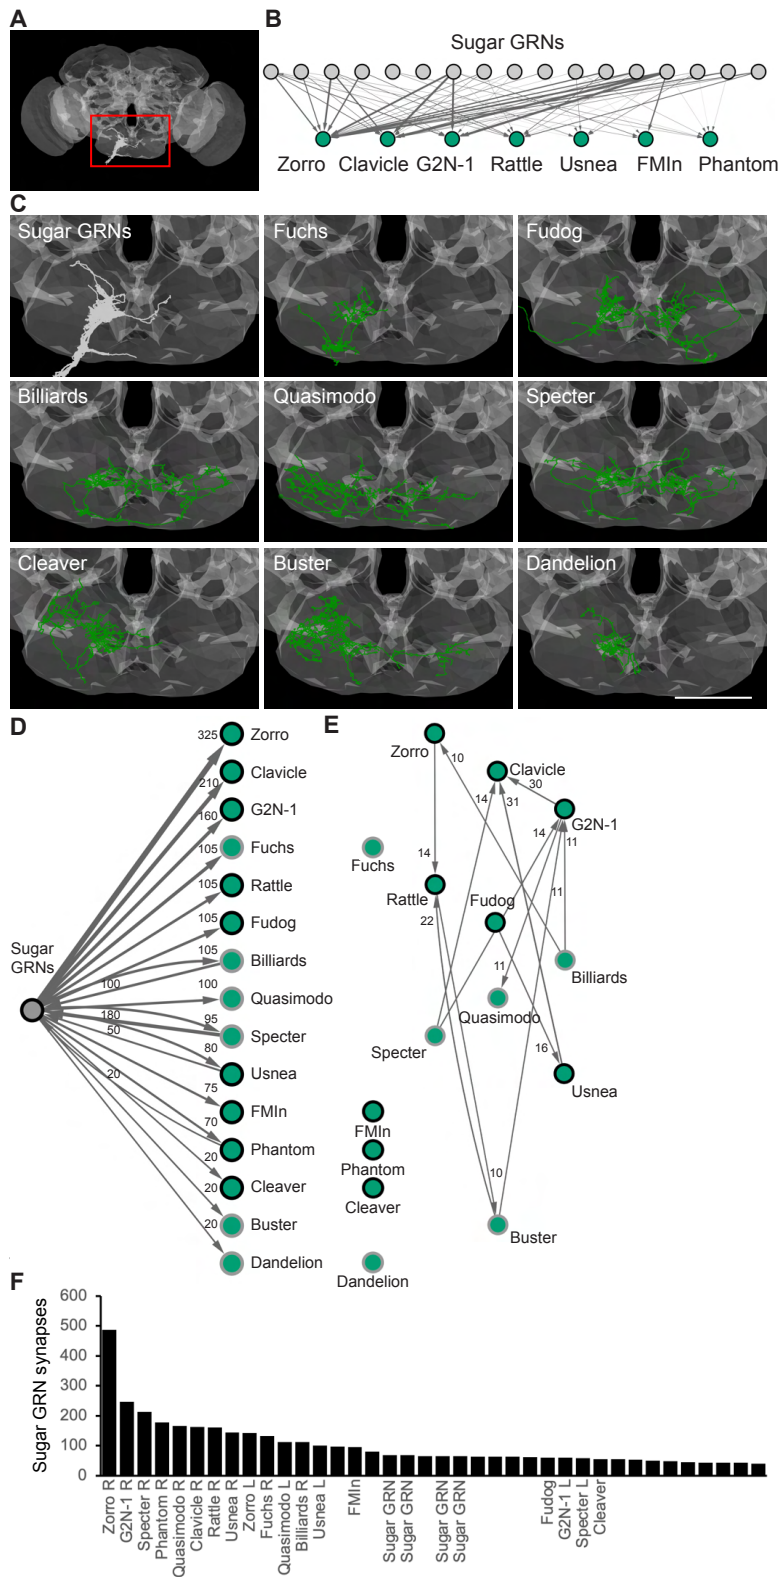 A
B
Sugar GRNs
Zorro Clavicle G2N-1 Rattle Usnea FMIn Phantom
C
Sugar GRNs Fuchs Fudog
Billiards Quasimodo Specter
Cleaver Buster Dandelion
D
Sugar
GRNs
325 Zorro
210 Clavicle
160 G2N-1
105 Fuchs
105 Rattle
105 Fudog
105 Billiards
100
100 Quasimodo
180
95 Specter
50
80 Usnea
20
75 FMIn
70 Phantom
20 Cleaver
20 Buster
20 Dandelion
E
Zorro
10
Clavicle
30
14 31
G2N-1
14 11
14
Fuchs
Rattle
Fudog
11
22
11
Billiards
Quasimodo
Specter
16
Usnea
FMIn
Phantom
Cleaver
10
Buster
Dandelion
F
Sugar GRN synapses
600
500
400
300
200
100
0
Zorro R
G2N-1 R
Specter R
Phantom R
Quasimodo R
Clavicle R
Rattle R
Usnea R
Zorro L
Fuchs R
Quasimodo L
Billiards R
Usnea L
FMIn
Sugar GRN
Sugar GRN
Sugar GRN
Sugar GRN
Fudog
G2N-1 L
Specter L
Cleaver